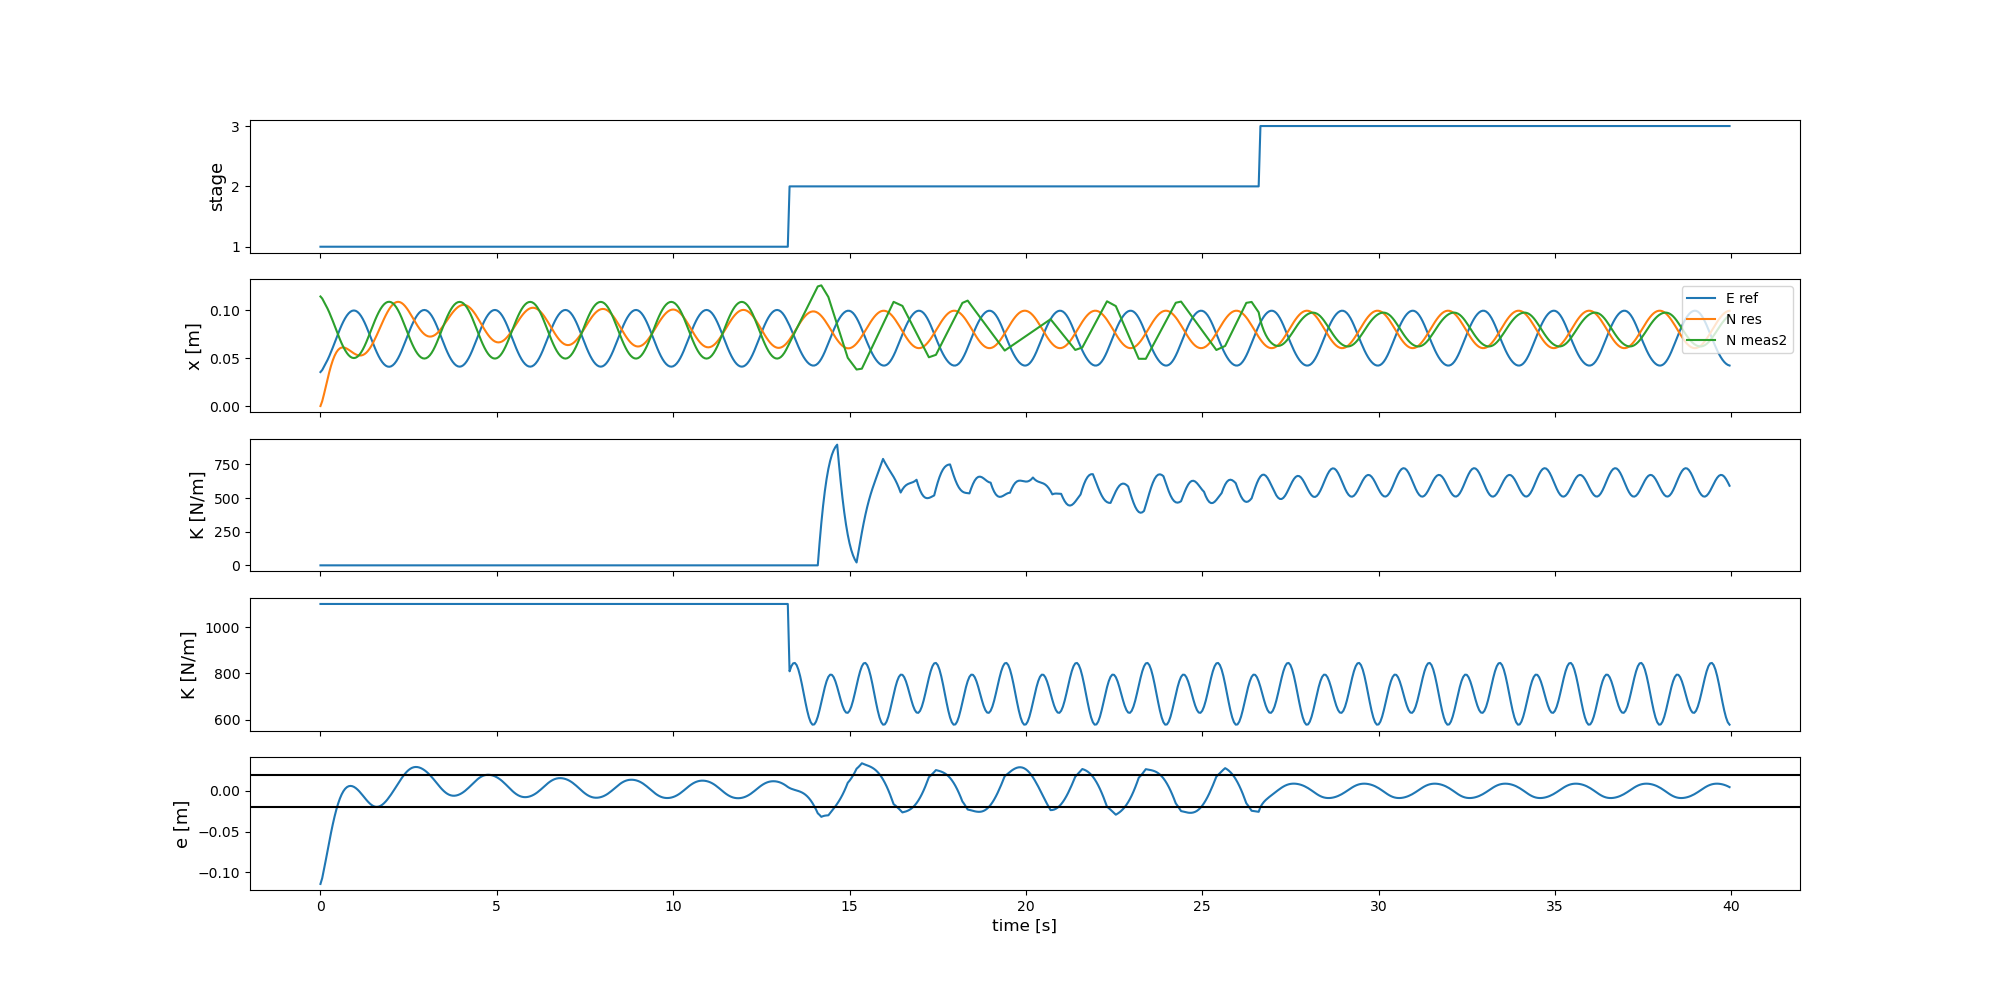 3
2
1
stage
0.10
0.05
0.00
x [m]
E ref
N res
N meas2
750
500
250
0
K [N/m]
1000
800
600
K [N/m]
0.00
−0.05
−0.10
e [m]
0 5 10 15 20 25 30 35 40
time [s]